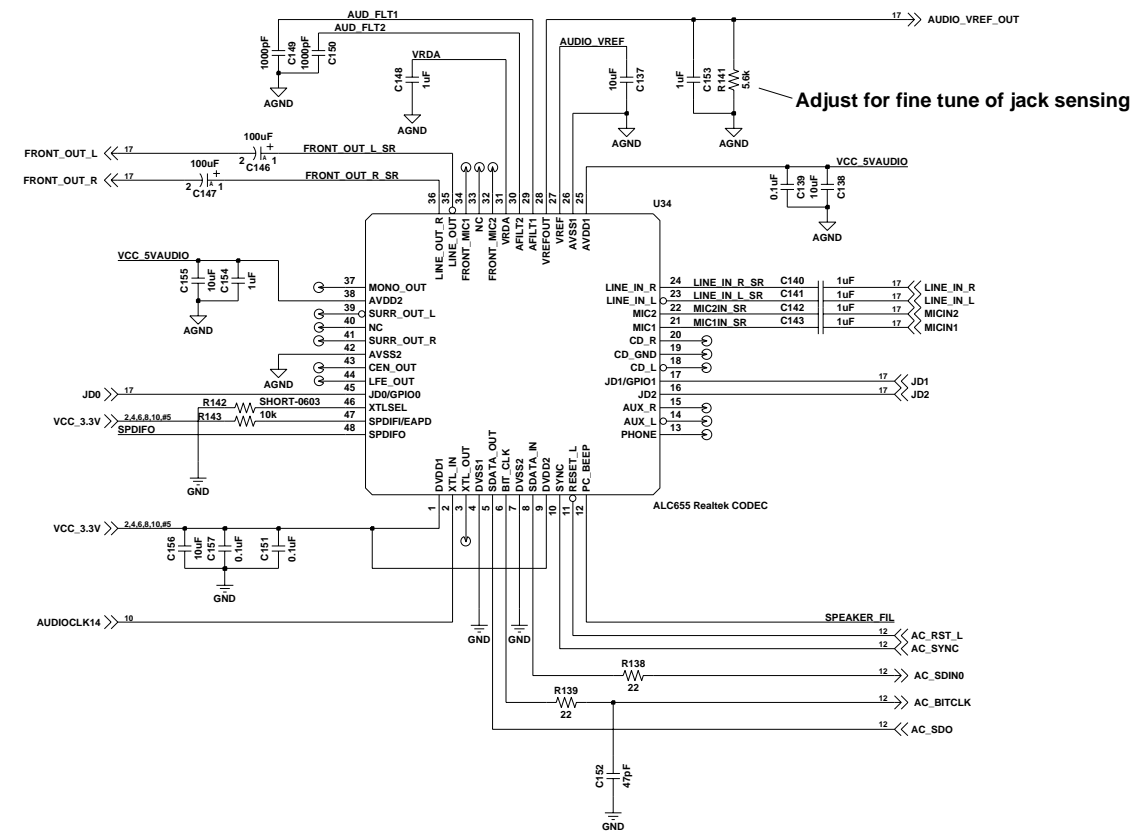 AUD_FLT1
AUD_FLT2
1000pF
C149
1000pF
C150
AGND
VRDA
C148
1uF
AGND
AUDIO_VREF
10uF
C137
AGND
17
AUDIO_VREF_OUT
1uF
C153
R141
5.6k
AGND
Adjust for fine tune of jack sensing
FRONT_OUT_L
17
100uF
2
A
1
+
C146
FRONT_OUT_L_SR
FRONT_OUT_R
17
100uF
2
A
1
+
C147
FRONT_OUT_R_SR
VCC_5VAUDIO
0.1uF
C139
10uF
C138
AGND
U34
36 LINE_OUT_R
35 LINE_OUT
34 FRONT_MIC1
33 NC
32 FRONT_MIC2
31 VRDA
30 AFILT2
29 AFILT1
28 VREFOUT
27 VREF
26 AVSS1
25 AVDD1
VCC_5VAUDIO
C155
10uF
C154
1uF
AGND
37 MONO_OUT
38 AVDD2
39 SURR_OUT_L
40 NC
41 SURR_OUT_R
42 AVSS2
43 CEN_OUT
44 LFE_OUT
45 JD0/GPIO0
46 XTLSEL
47 SPDIFI/EAPD
48 SPDIFO
AGND
JD0 17
R142 SHORT-0603
VCC_3.3V 2,4,6,8,10,#5 R143 10k
SPDIFO
GND
LINE_IN_R 24 LINE_IN_R_SR C140 1uF 17 LINE_IN_R
LINE_IN_L 23 LINE_IN_L_SR C141 1uF 17 LINE_IN_L
MIC2 22 MIC2IN_SR C142 1uF 17 MICIN2
MIC1 21 MIC1IN_SR C143 1uF 17 MICIN1
CD_R 20
CD_GND 19
CD_L 18
JD1/GPIO1 17 17 JD1
JD2 16 17 JD2
AUX_R 15
AUX_L 14
PHONE 13
DVDD1 1
XTL_IN 2
XTL_OUT 3
DVSS1 4
SDATA_OUT 5
BIT_CLK 6
DVSS2 7
SDATA_IN 8
DVDD2 9
SYNC 10
RESET_L 11
PC_BEEP 12
ALC655 Realtek CODEC
VCC_3.3V 2,4,6,8,10,#5
C156
10uF
C157
0.1uF
C151
0.1uF
GND
AUDIOCLK14 10
GND
GND
SPEAKER_FIL
12 AC_RST_L
12 AC_SYNC
R138
22
12 AC_SDIN0
R139
22
12 AC_BITCLK
12 AC_SDO
C152
47pF
GND